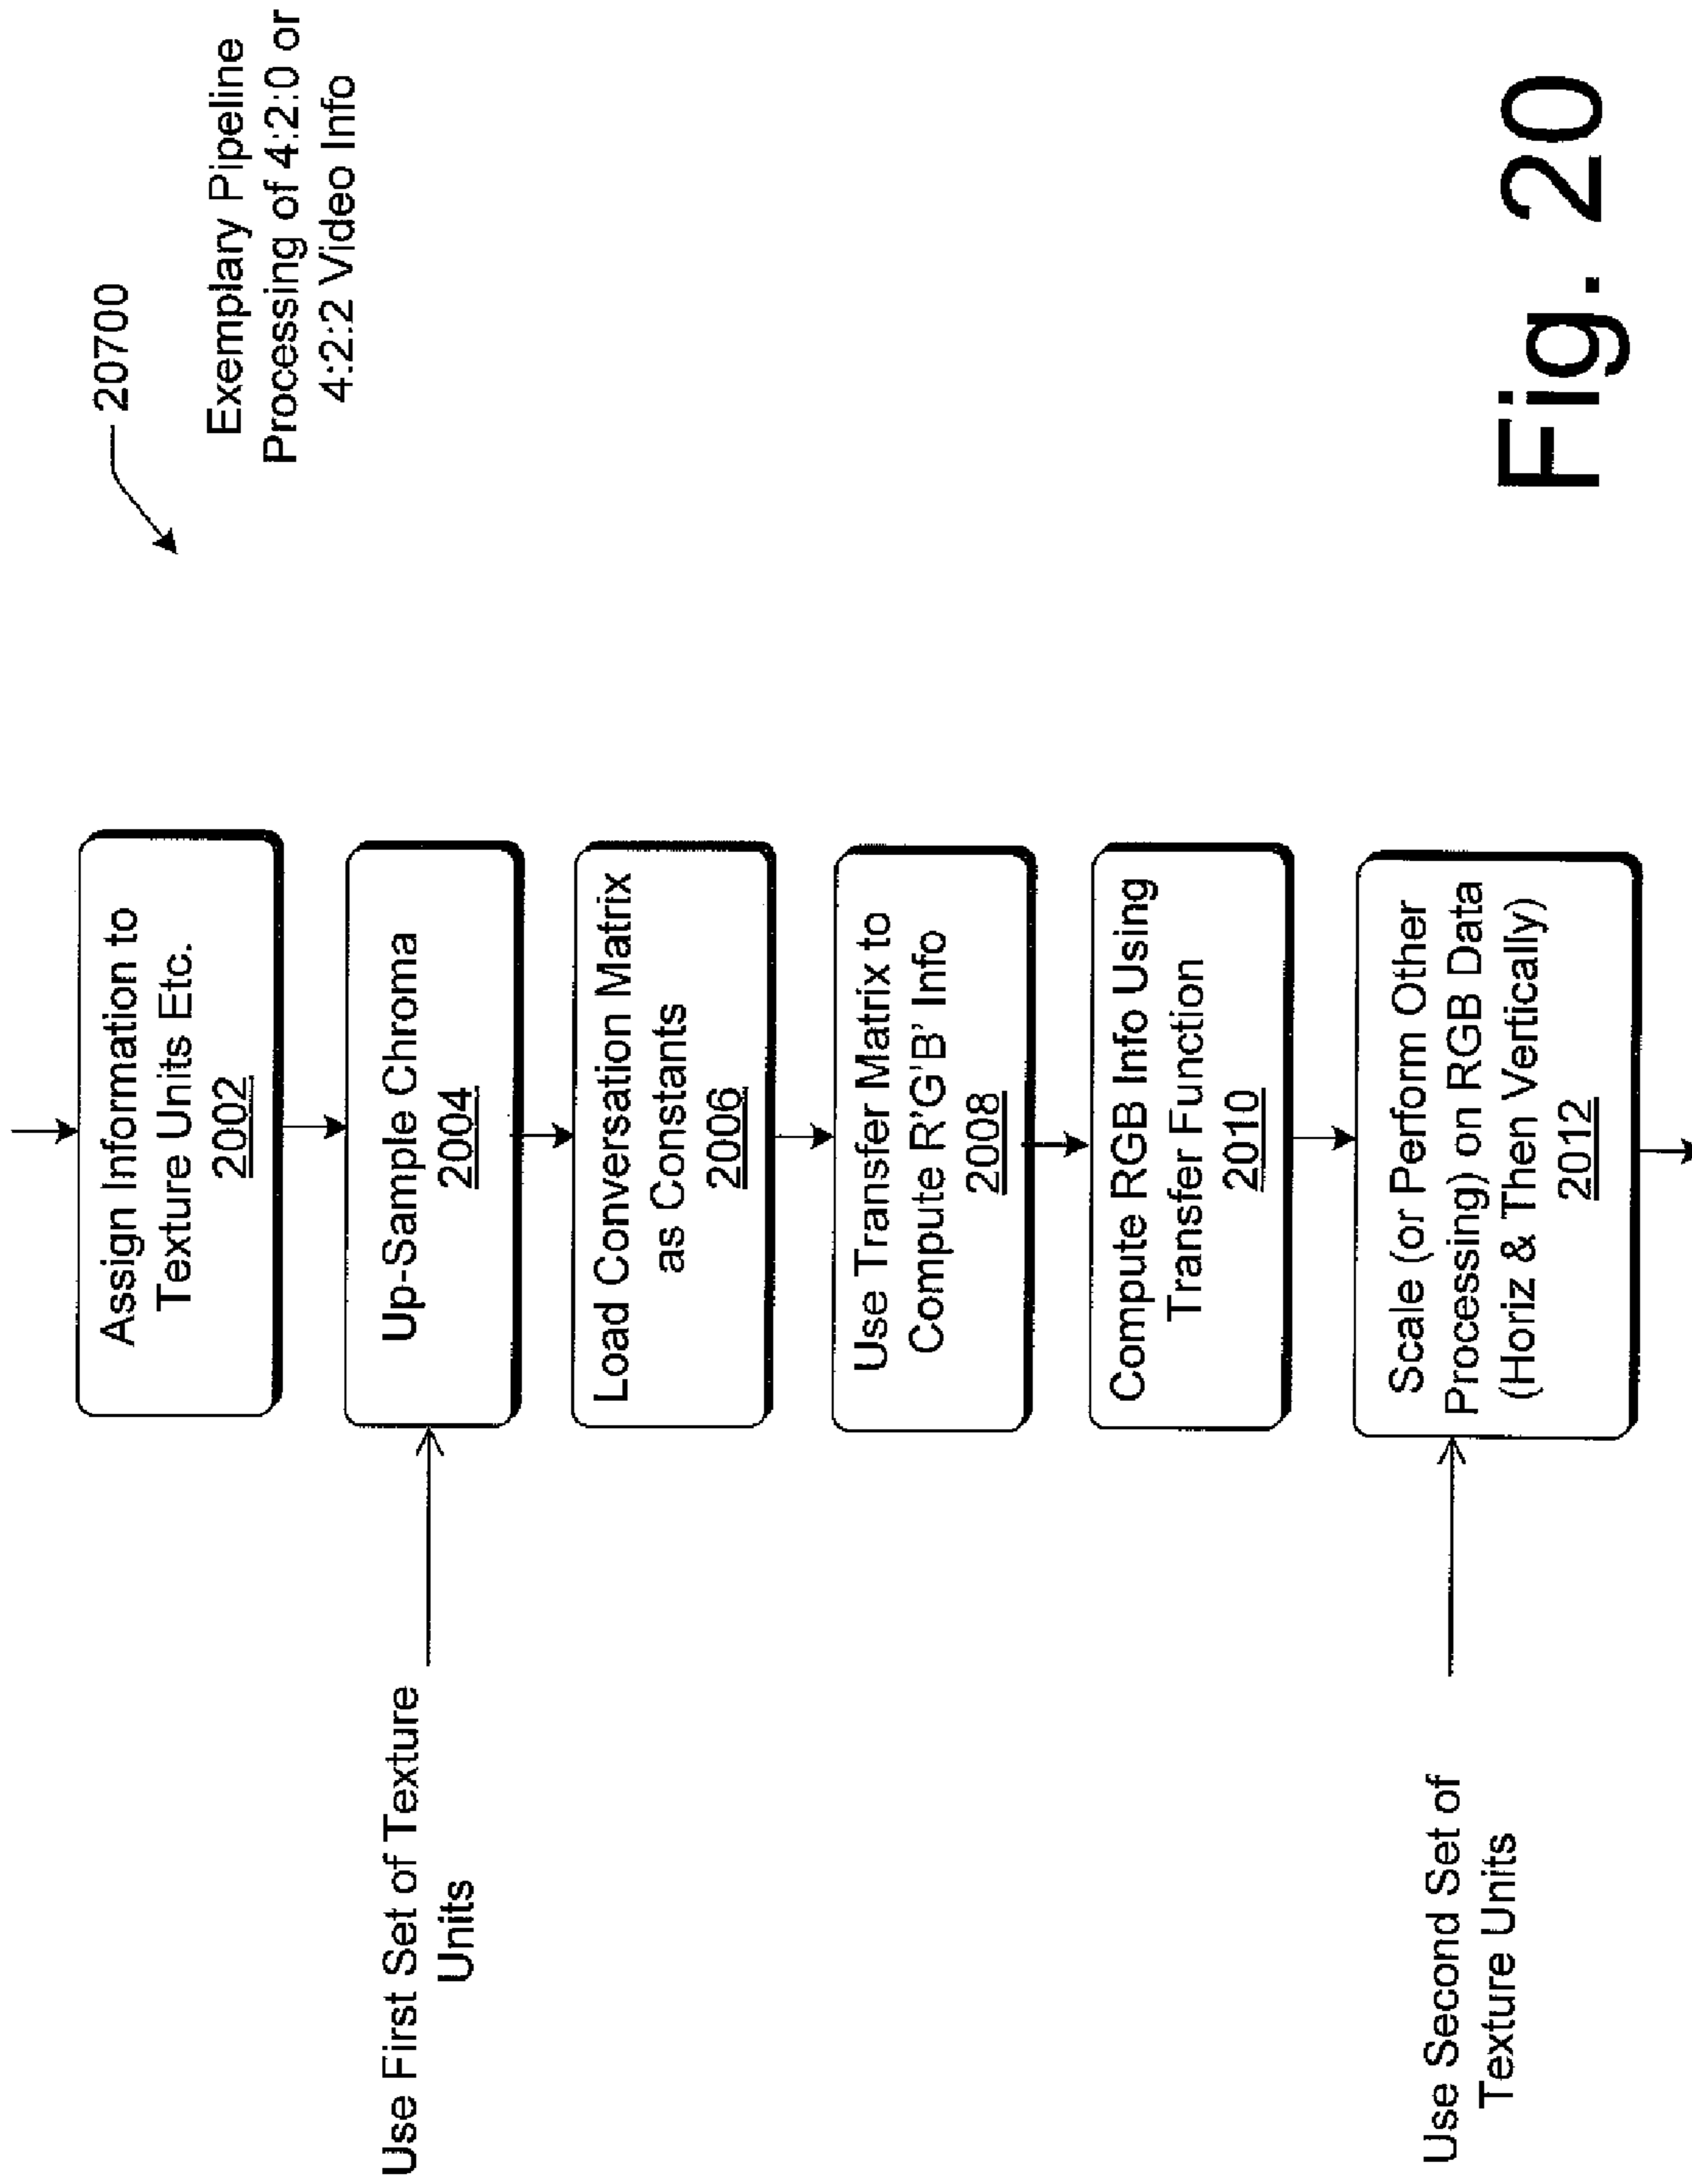 20700
Exemplary Pipeline
Processing of 4:2:0 or
4:2:2 Video Info
Assign Information to
Texture Units Etc.
2002
Use First Set of Texture
Units
Up-Sample Chroma
2004
Load Conversation Matrix
as Constants
2006
Use Transfer Matrix to
Compute R'G'B' Info
2008
Compute RGB Info Using
Transfer Function
2010
Use Second Set of
Texture Units
Scale (or Perform Other
Processing) on RGB Data
(Horiz & Then Vertically)
2012
Fig. 20